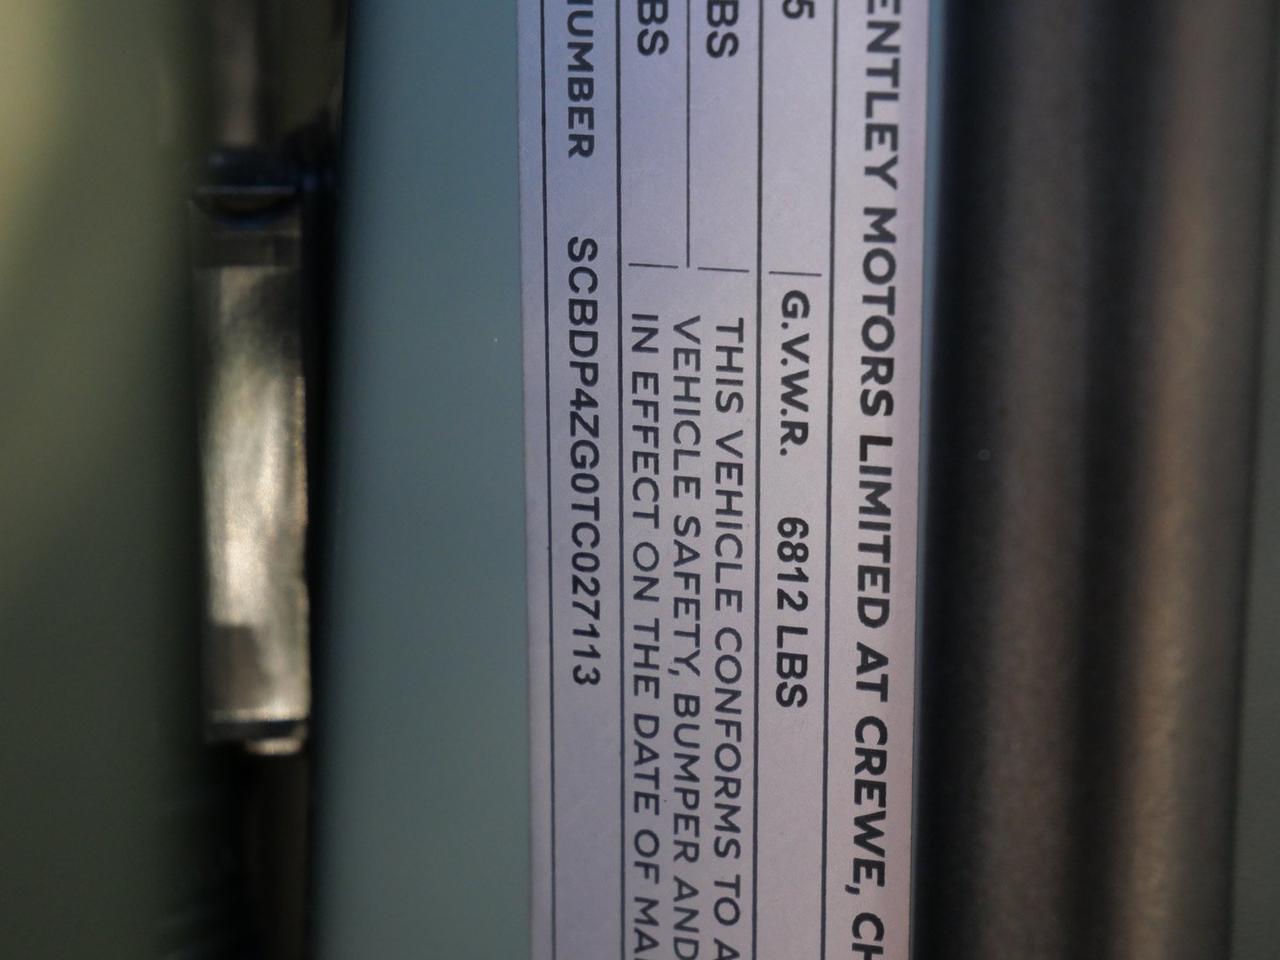 ENTLEY MOTORS LIMITED AT CREWE, CH
5 G.V.W.R. 6812 LBS
BS THIS VEHICLE CONFORMS TO A
VEHICLE SAFETY, BUMPER AND
BS IN EFFECT ON THE DATE OF MA
NUMBER SCBDP4ZG0TC027113